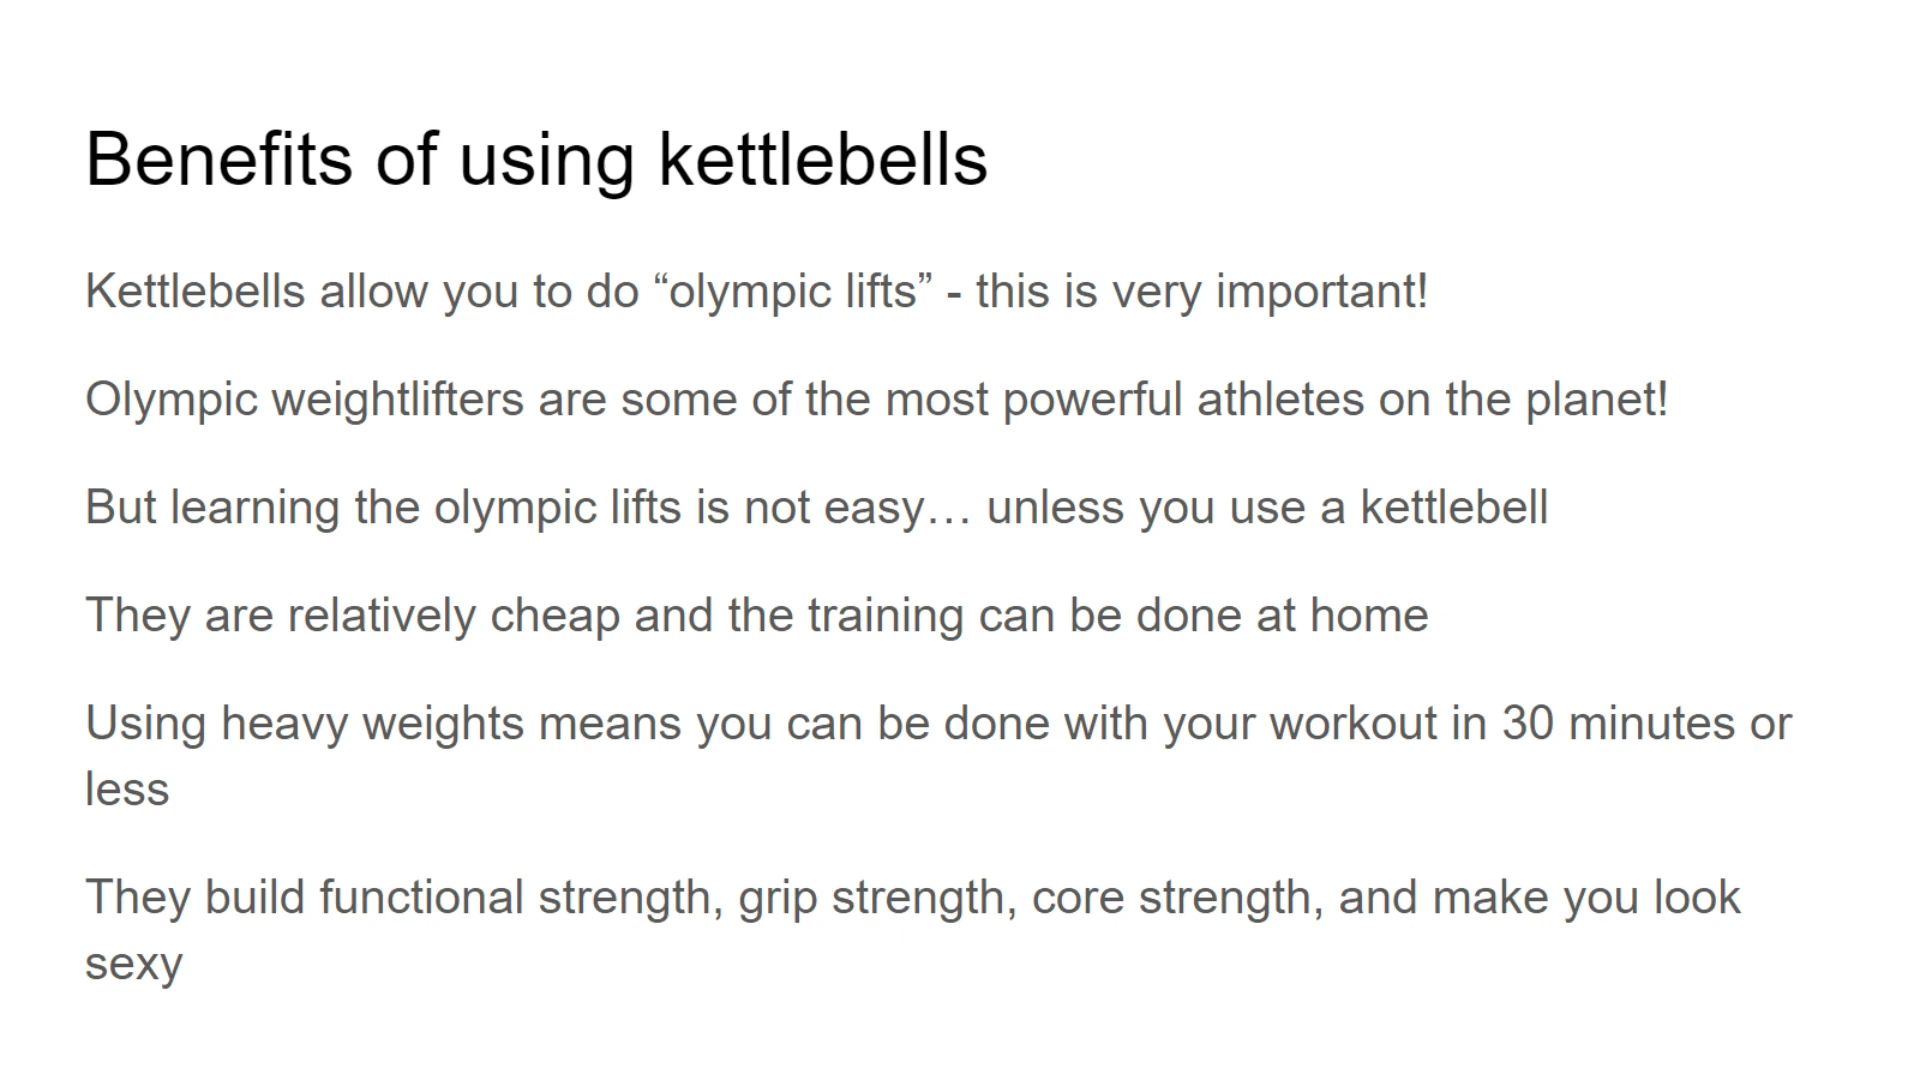 Benefits of using kettlebells
Kettlebells allow you to do “olympic lifts” - this is very important!
Olympic weightlifters are some of the most powerful athletes on the planet!
But learning the olympic lifts is not easy… unless you use a kettlebell
They are relatively cheap and the training can be done at home
Using heavy weights means you can be done with your workout in 30 minutes or
less
They build functional strength, grip strength, core strength, and make you look
sexy